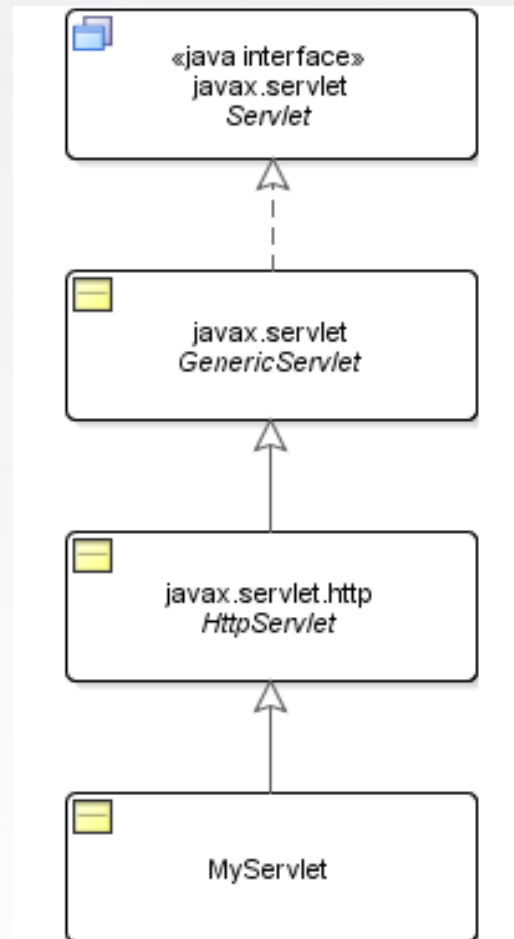 «java interface»
javax.servlet
Servlet
javax.servlet
GenericServlet
javax.servlet.http
HttpServlet
MyServlet